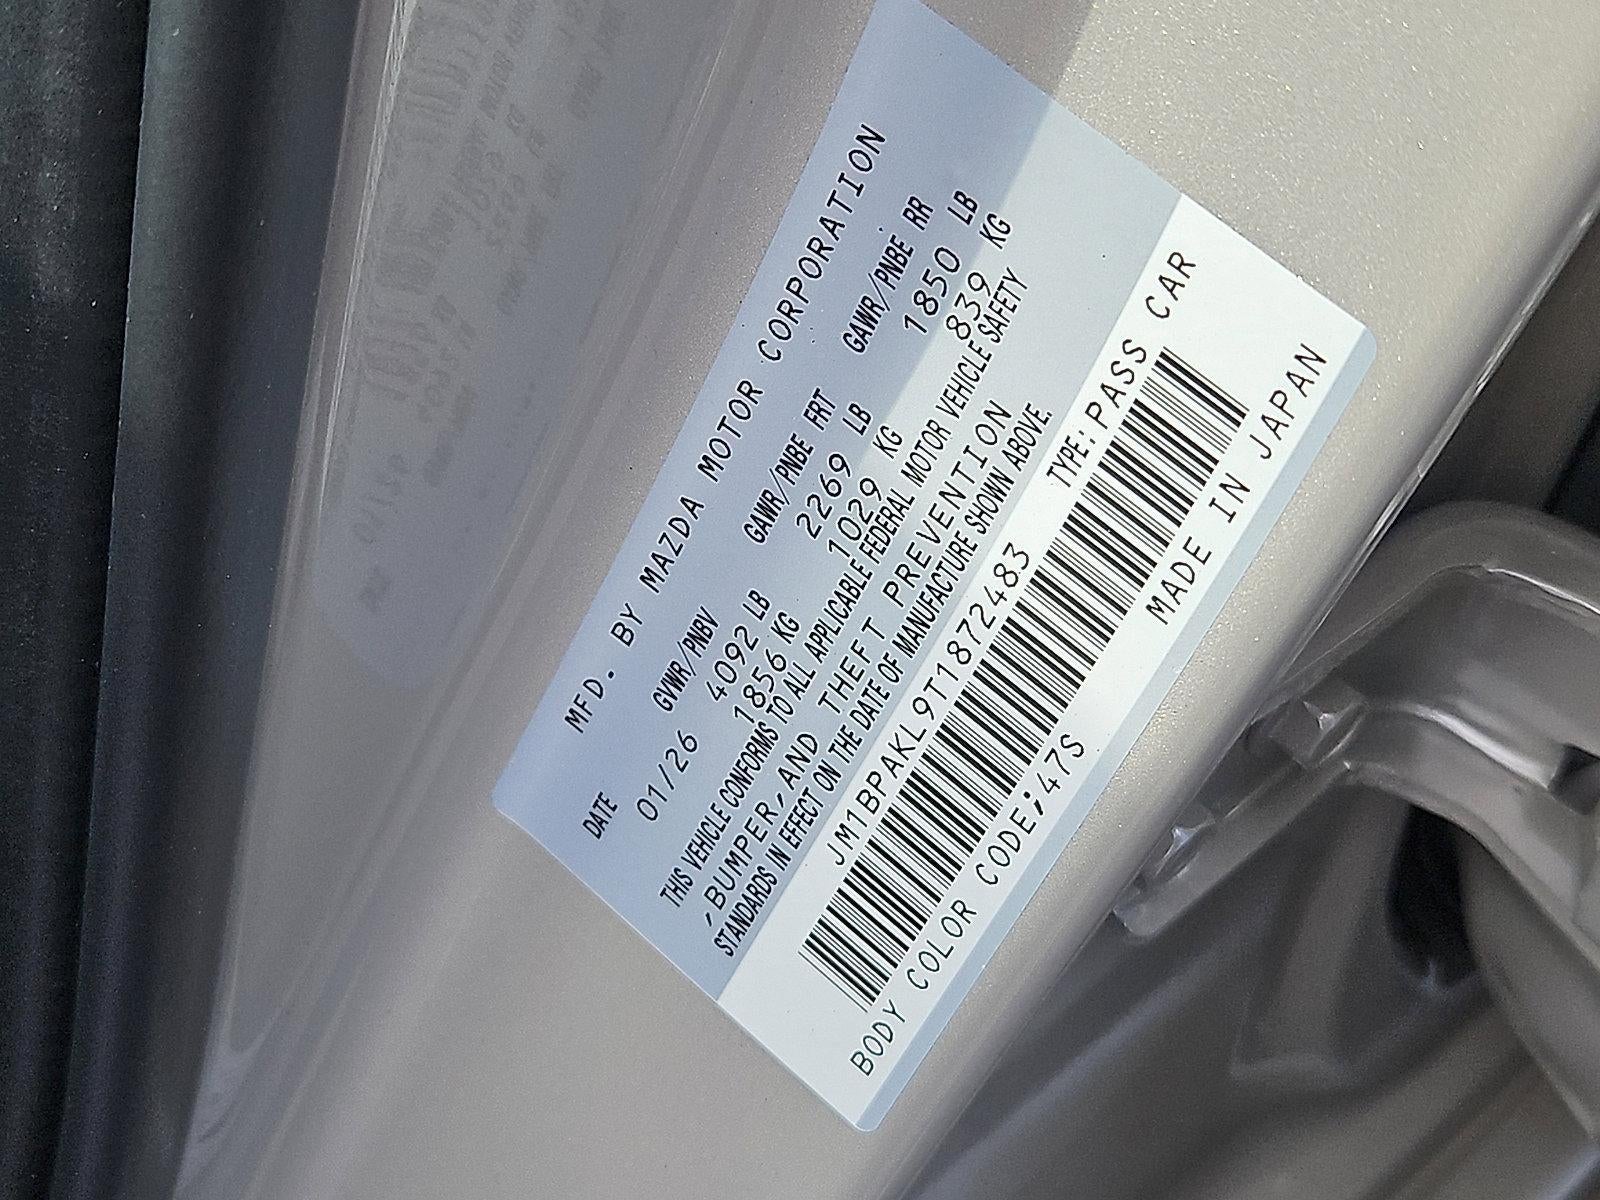 MFD. BY MAZDA MOTOR CORPORATION
DATE GVWR/PNBV GAWR/PNBE FRT GAWR/PNBE RR
01/26 4092 LB 2269 LB 1850 LB
1856 KG 1029 KG 839 KG
THIS VEHICLE CONFORMS TO ALL APPLICABLE FEDERAL MOTOR VEHICLE SAFETY
,BUMPER,AND THEFT PREVENTION
STANDARDS IN EFFECT ON THE DATE OF MANUFACTURE SHOWN ABOVE.
JM1BPAKL9T1872483 TYPE:PASS CAR
BODY COLOR CODE;47S MADE IN JAPAN